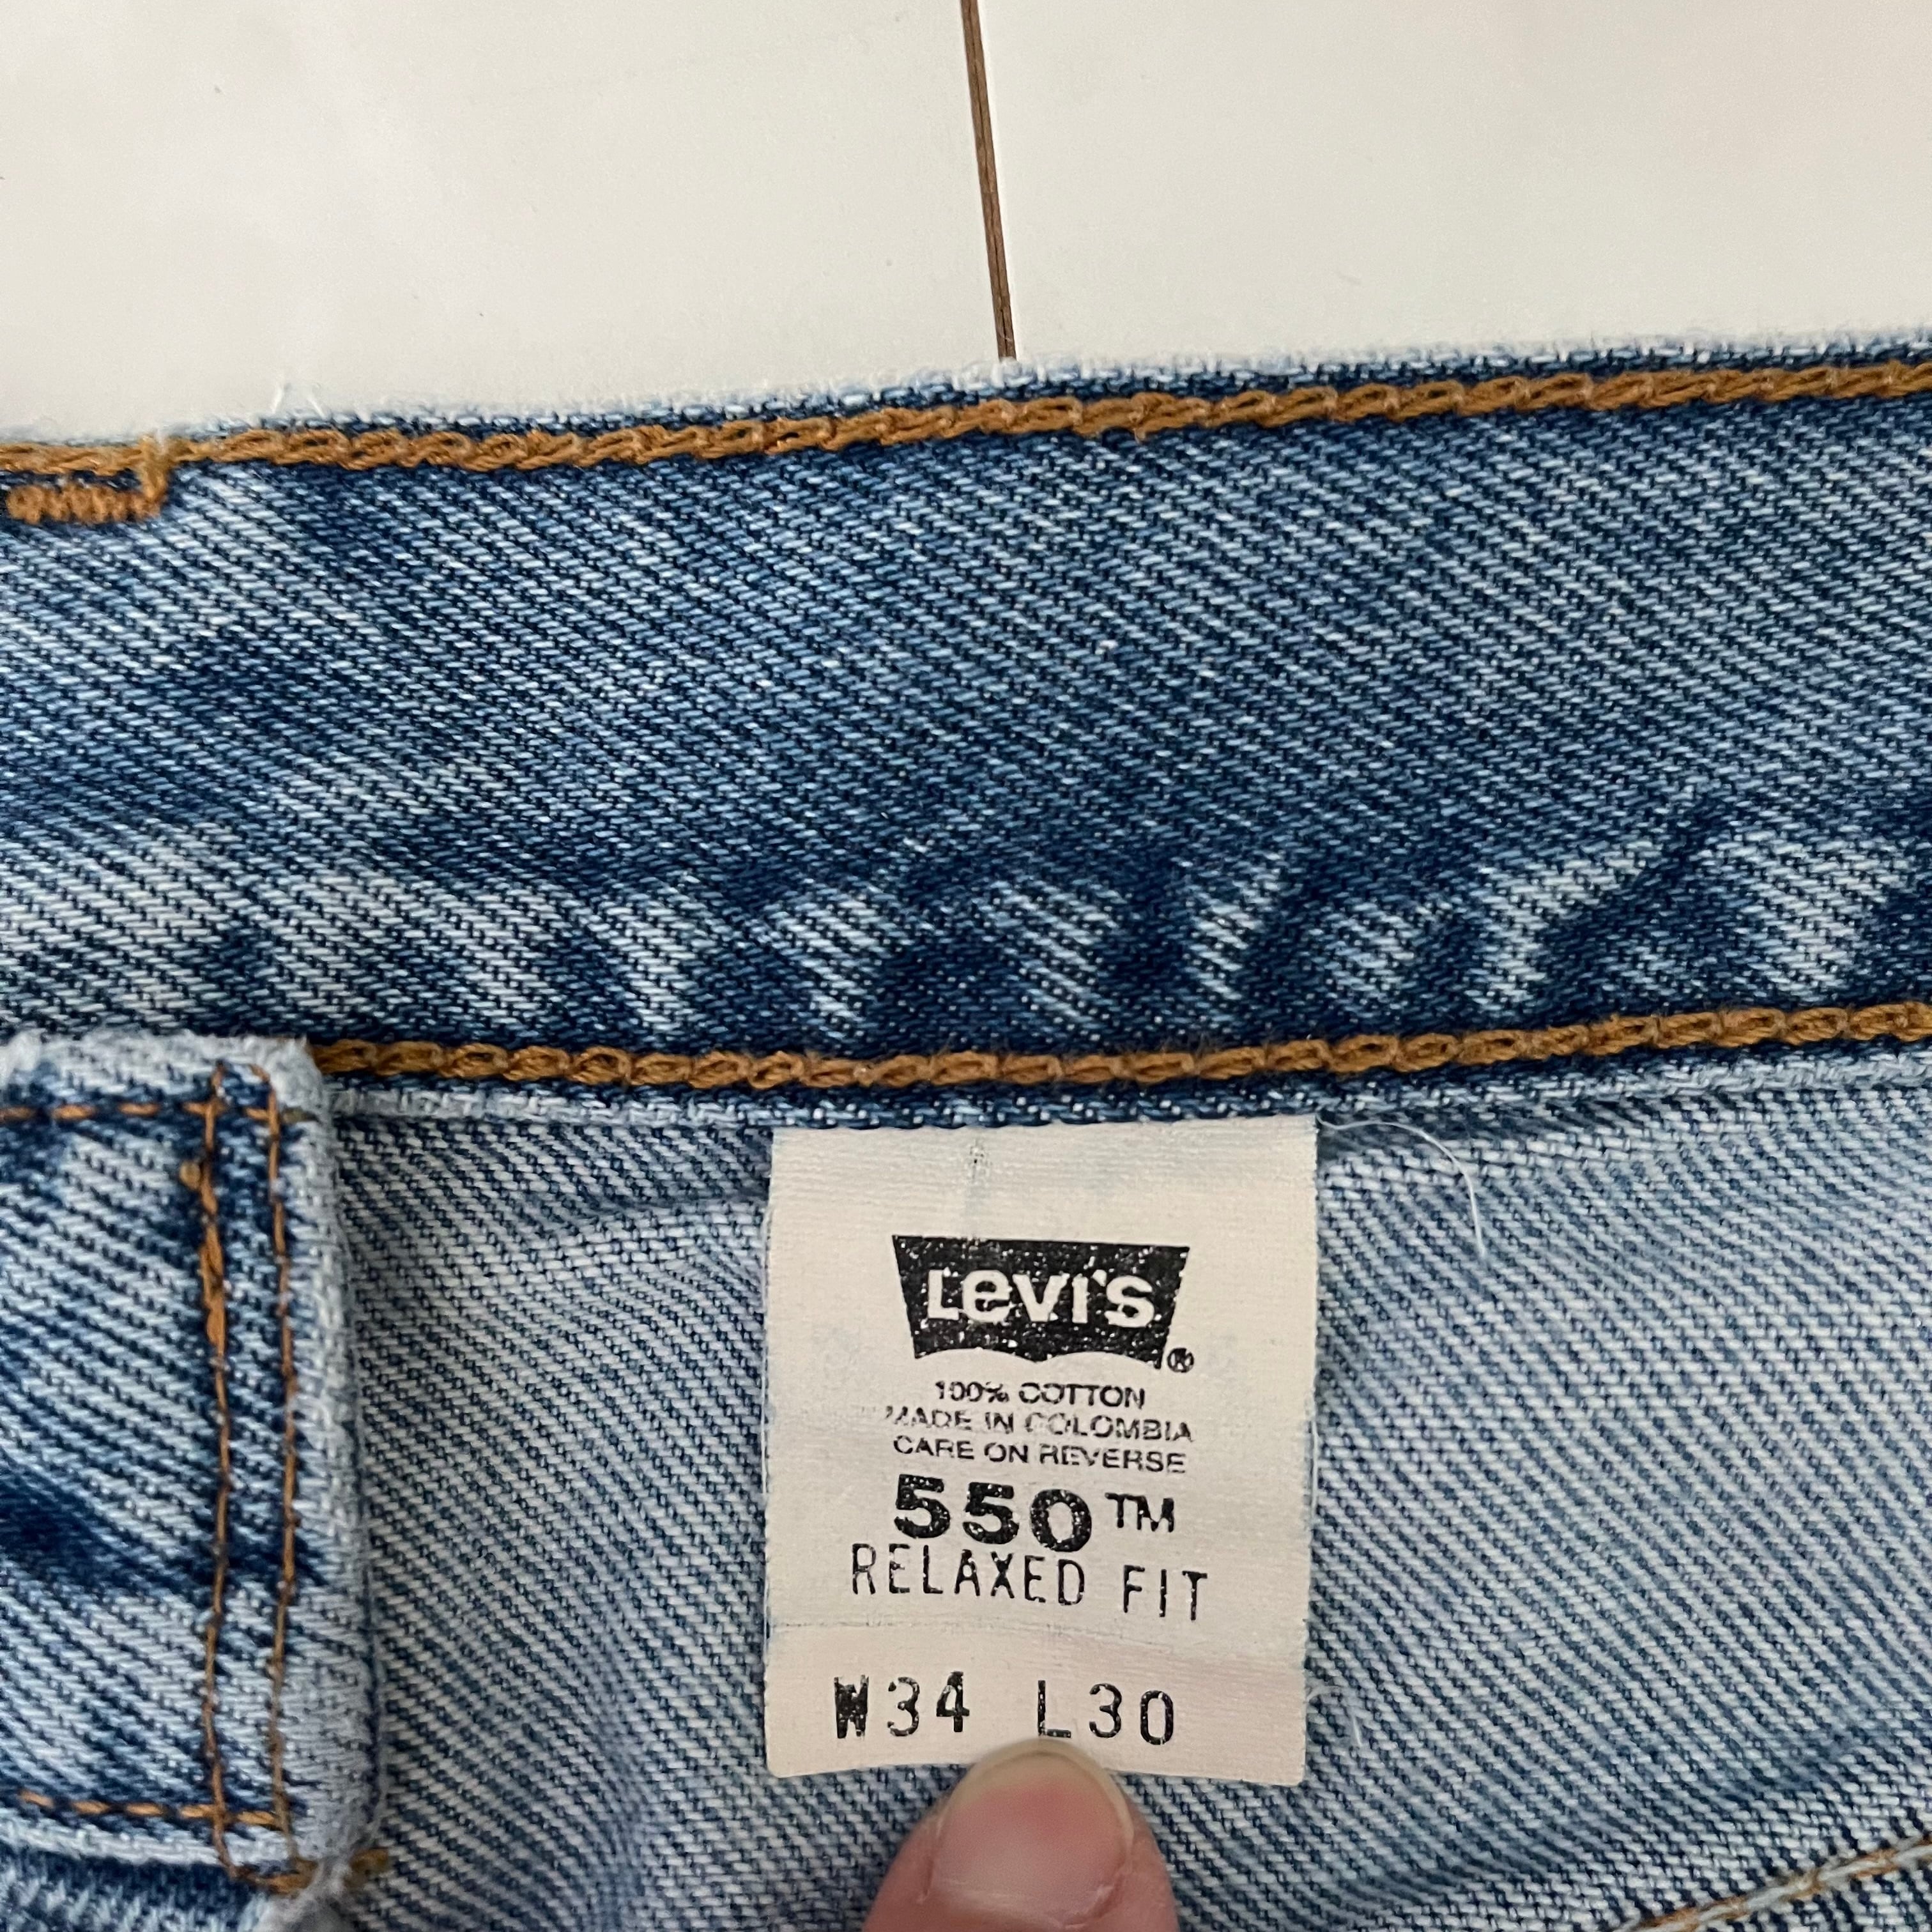 Levi's®
100% COTTON
MADE IN COLOMBIA
CARE ON REVERSE
550™
RELAXED FIT
W34 L30